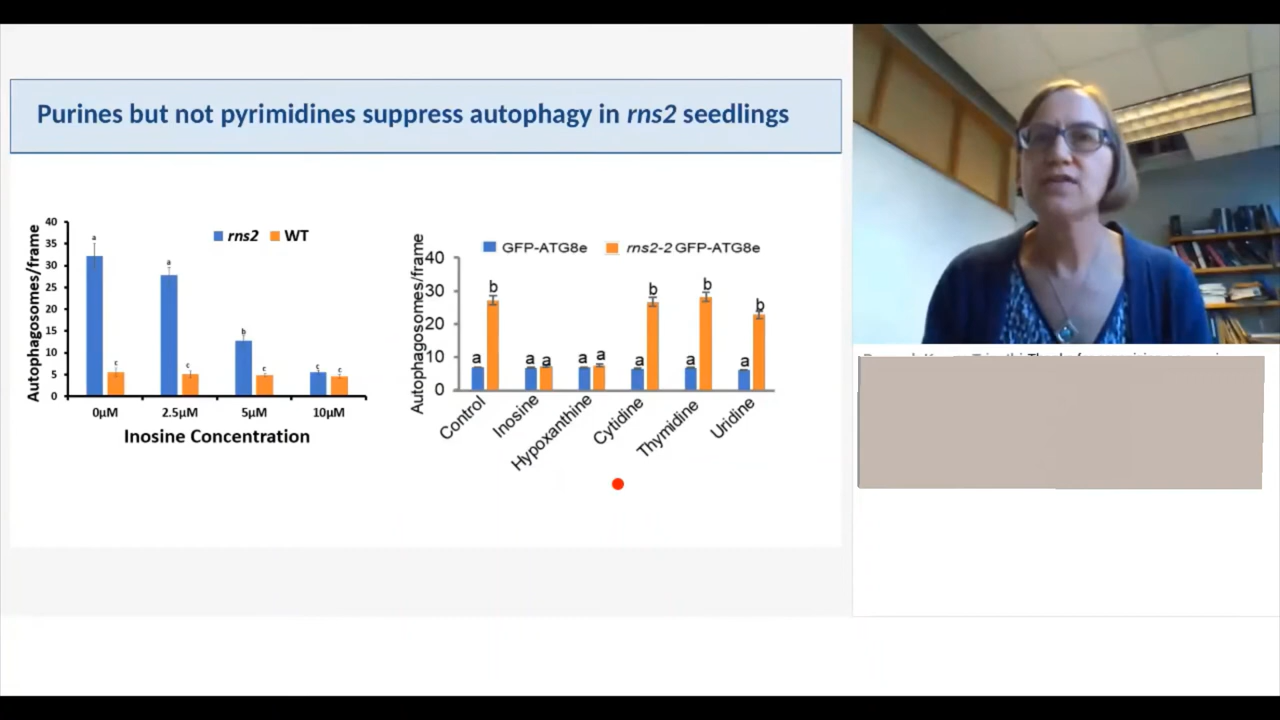 Purines but not pyrimidines suppress autophagy in rns2 seedlings
Autophagosomes/frame
40
35
30
25
20
15
10
5
0
rns2
WT
a
c
a
c
b
c
c
c
0µM
2.5µM
5µM
10µM
Inosine Concentration
Autophagosomes/frame
40
30
20
10
0
GFP-ATG8e
rns2-2 GFP-ATG8e
a
b
a
a
a
a
a
b
a
b
a
b
Control
Inosine
Hypoxanthine
Cytidine
Thymidine
Uridine